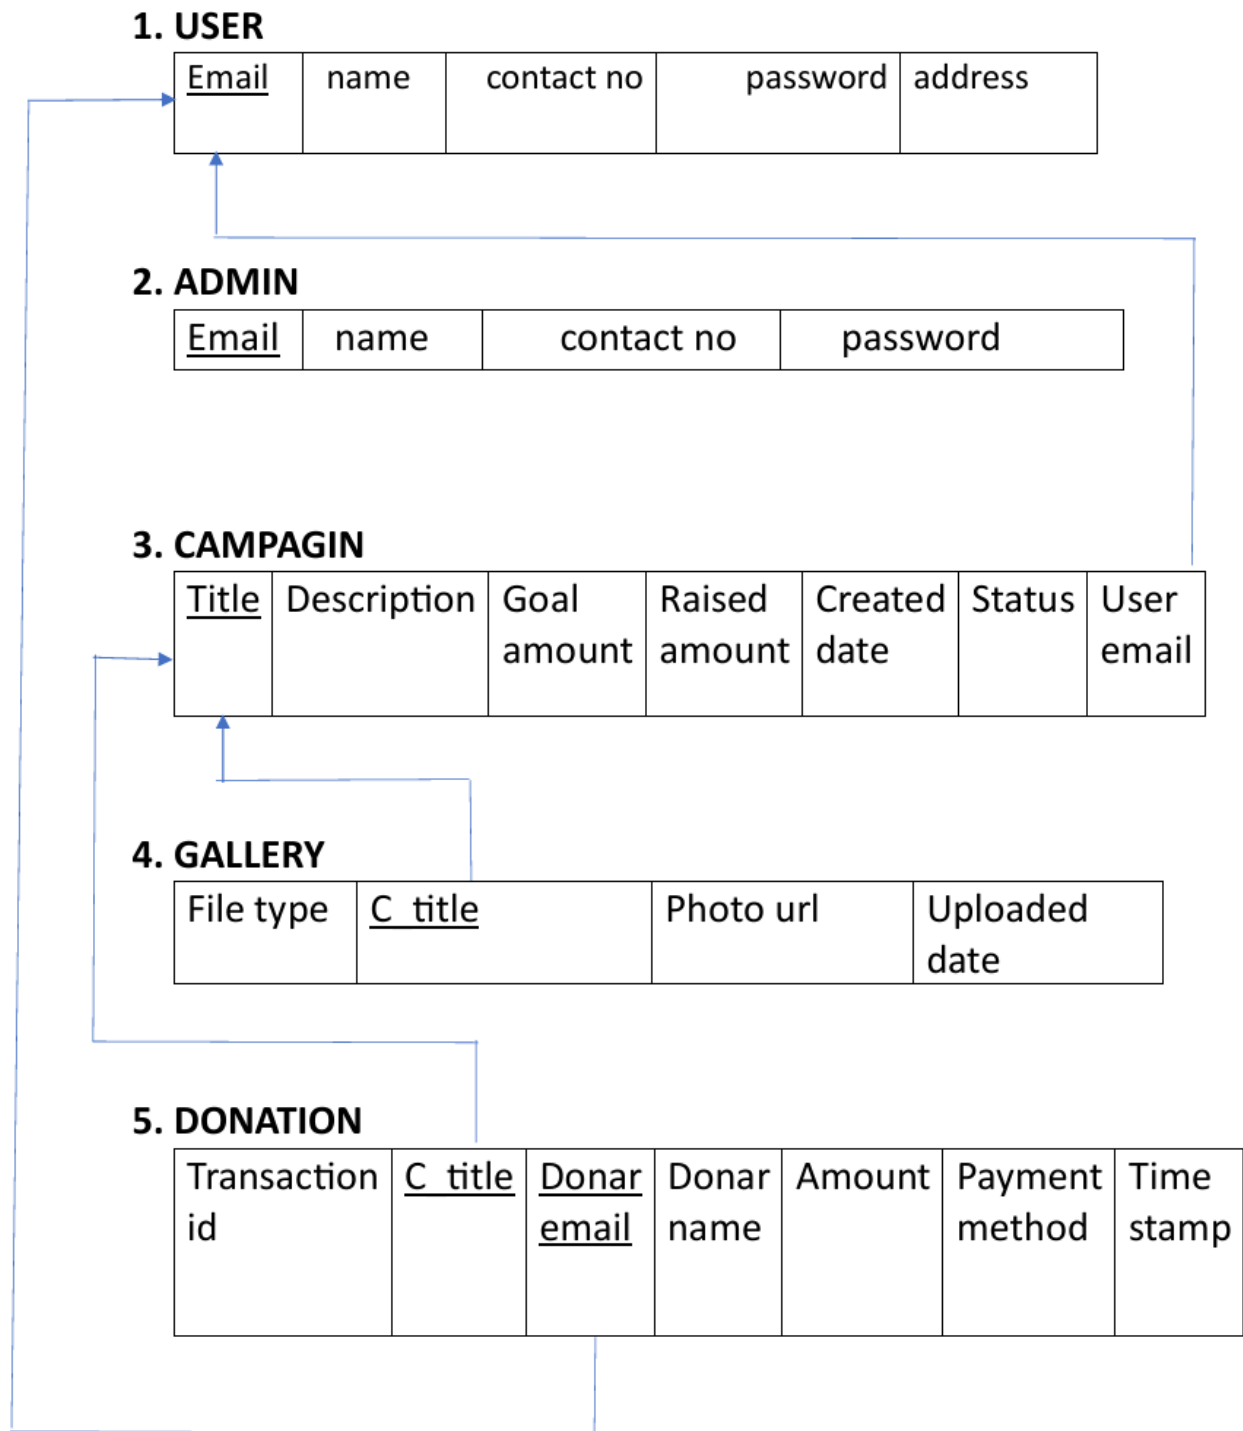 1. USER
Email name contact no password address
2. ADMIN
Email name contact no password
3. CAMPAGIN
Title Description Goal amount Raised amount Created date Status User email
4. GALLERY
File type C_title Photo url Uploaded date
5. DONATION
Transaction id C_title Donar email Donar name Amount Payment method Time stamp